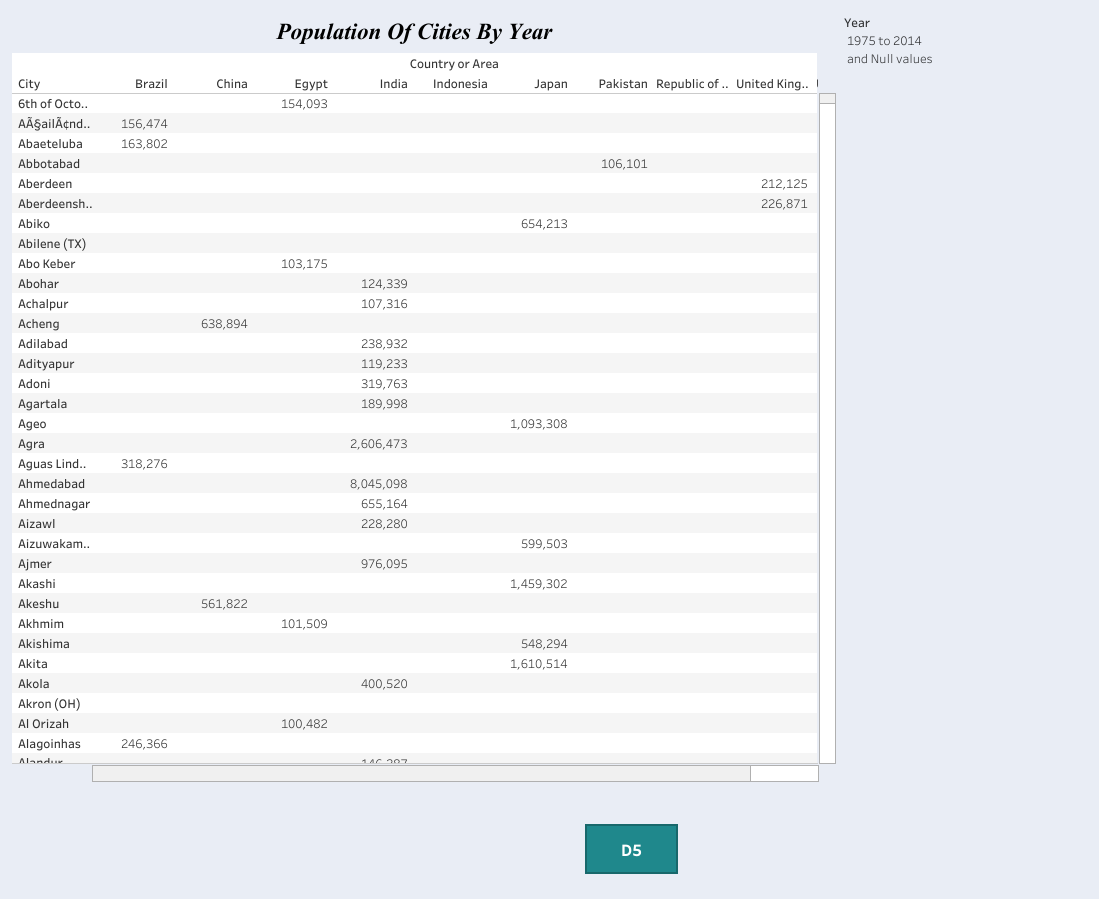 Population Of Cities By Year
Year
1975 to 2014
and Null values
Country or Area
City Brazil China Egypt India Indonesia Japan Pakistan Republic of .. United King..
6th of Octo.. 154,093
AÃ§ailÃ¢nd.. 156,474
Abaeteluba 163,802
Abbotabad 106,101
Aberdeen 212,125
Aberdeensh.. 226,871
Abiko 654,213
Abilene (TX)
Abo Keber 103,175
Abohar 124,339
Achalpur 107,316
Acheng 638,894
Adilabad 238,932
Adityapur 119,233
Adoni 319,763
Agartala 189,998
Ageo 1,093,308
Agra 2,606,473
Aguas Lind.. 318,276
Ahmedabad 8,045,098
Ahmednagar 655,164
Aizawl 228,280
Aizuwakam.. 599,503
Ajmer 976,095
Akashi 1,459,302
Akeshu 561,822
Akhmim 101,509
Akishima 548,294
Akita 1,610,514
Akola 400,520
Akron (OH)
Al Orizah 100,482
Alagoinhas 246,366
Alandur
D5